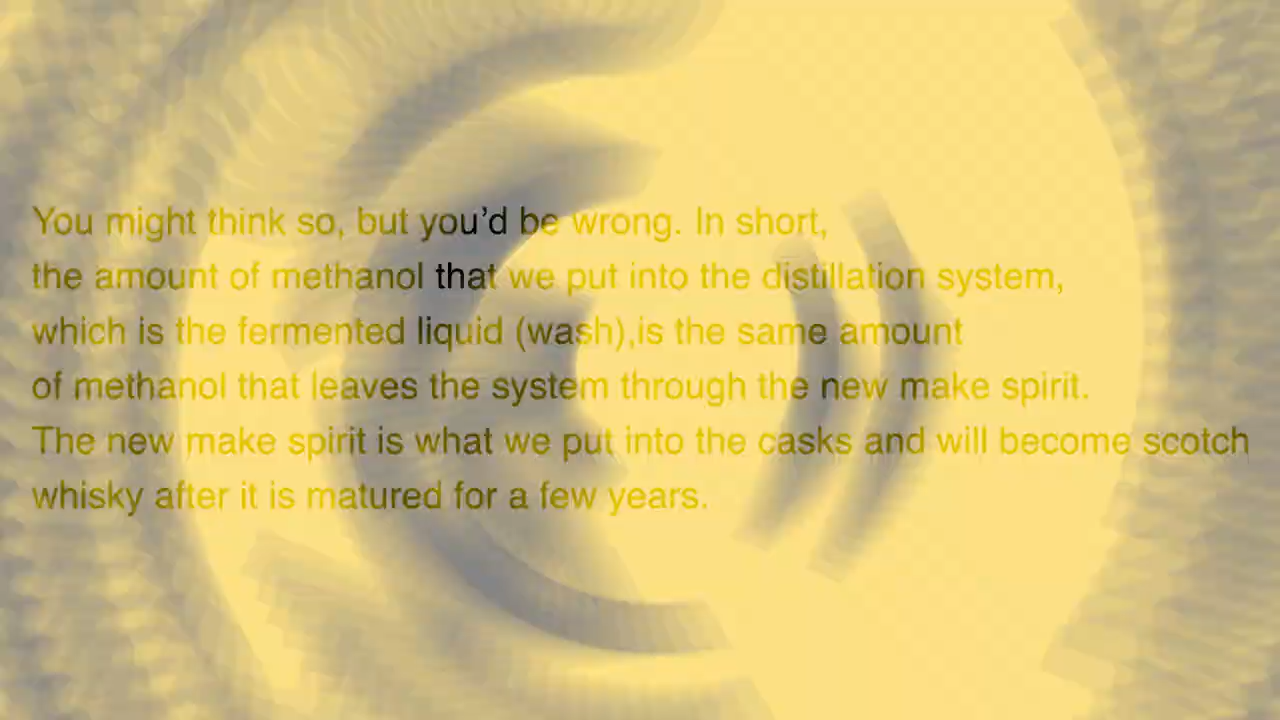 You might think so, but you’d be wrong. In short,
the amount of methanol that we put into the distillation system,
which is the fermented liquid (wash),is the same amount
of methanol that leaves the system through the new make spirit.
The new make spirit is what we put into the casks and will become scotch
whisky after it is matured for a few years.